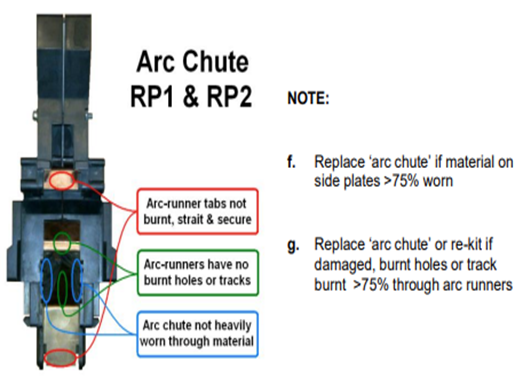 Arc Chute
RP1 & RP2
NOTE:
f. Replace ‘arc chute’ if material on
side plates >75% worn
Arc-runner tabs not
burnt, strait & secure
g. Replace ‘arc chute’ or re-kit if
damaged, burnt holes or track
burnt >75% through arc runners
Arc-runners have no
burnt holes or tracks
Arc chute not heavily
worn through material